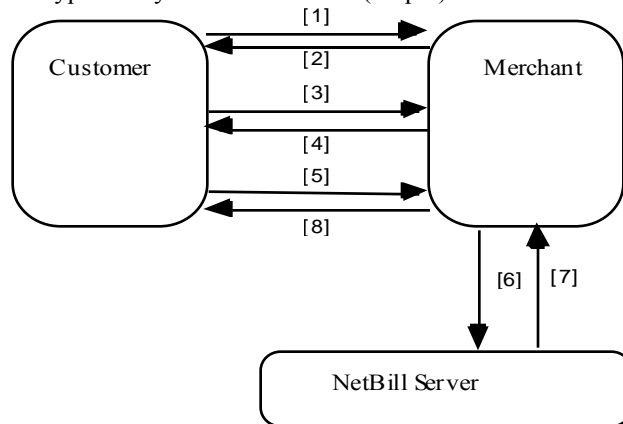 [1]
Customer
[2]
Merchant
[3]
[4]
[5]
[8]
[6]
[7]
NetBill Server